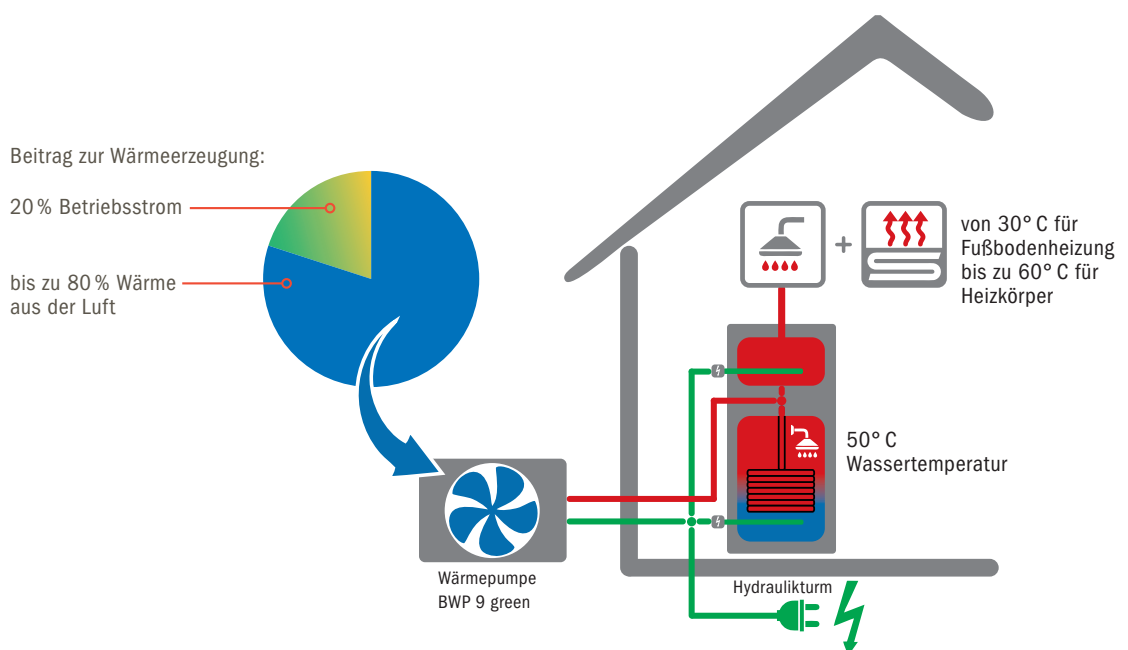 Beitrag zur Wärmeerzeugung:
20 % Betriebsstrom
bis zu 80 % Wärme
aus der Luft
von 30° C für
Fußbodenheizung
bis zu 60° C für
Heizkörper
50° C
Wassertemperatur
Wärmepumpe
BWP 9 green
Hydraulikturm